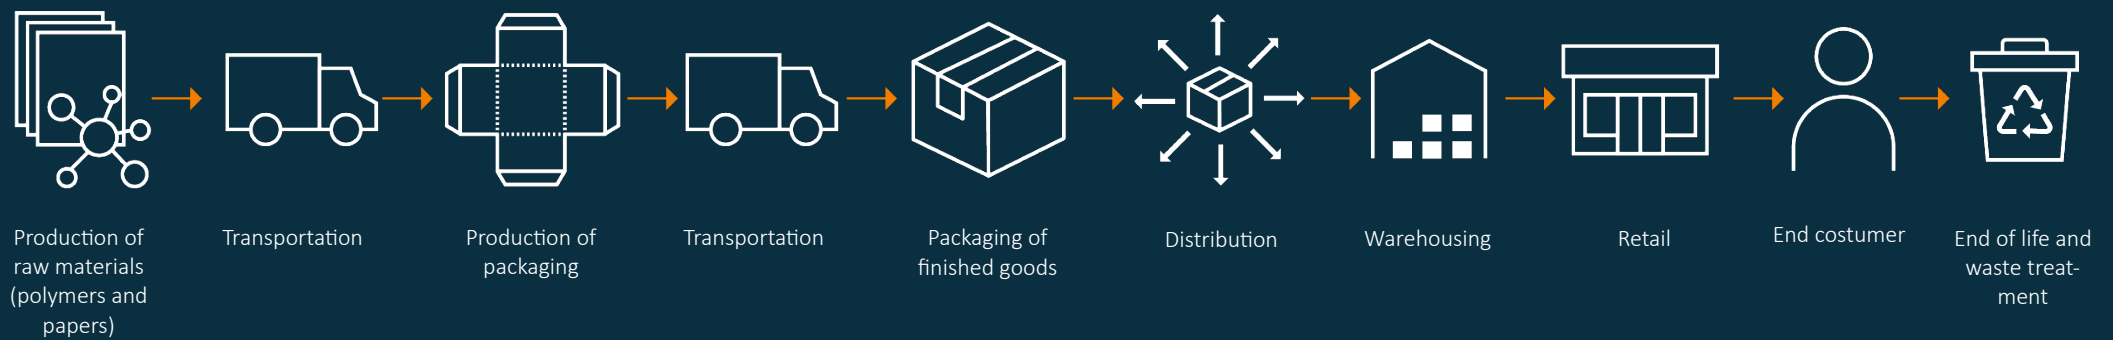 Production of
raw materials
(polymers and
papers)
Transportation
Production of
packaging
Transportation
Packaging of
finished goods
Distribution
Warehousing
Retail
End costumer
End of life and
waste treat-
ment